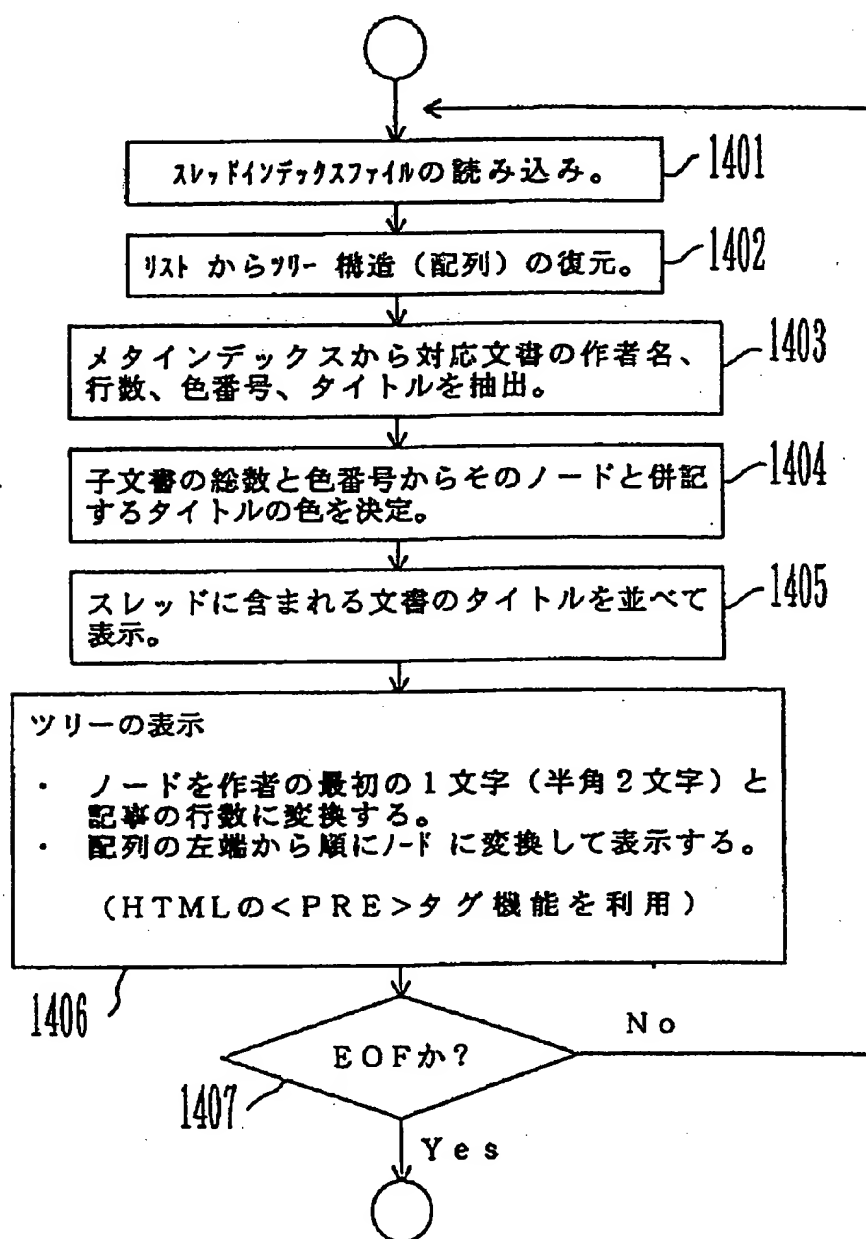 スレッドインデックスファイルの読み込み。
1401
リスト からツリー 構造（配列）の復元。
1402
メタインデックスから対応文書の作者名、
行数、色番号、タイトルを抽出。
1403
子文書の総数と色番号からそのノードと併記
するタイトルの色を決定。
1404
スレッドに含まれる文書のタイトルを並べて
表示。
1405
ツリーの表示
・ ノードを作者の最初の１文字（半角２文字）と
記事の行数に変換する。
・ 配列の左端から順にノード に変換して表示する。
（ＨＴＭＬの＜ＰＲＥ＞タグ機能を利用）
1406
ＥＯＦか？
1407
Ｎｏ
Ｙｅｓ